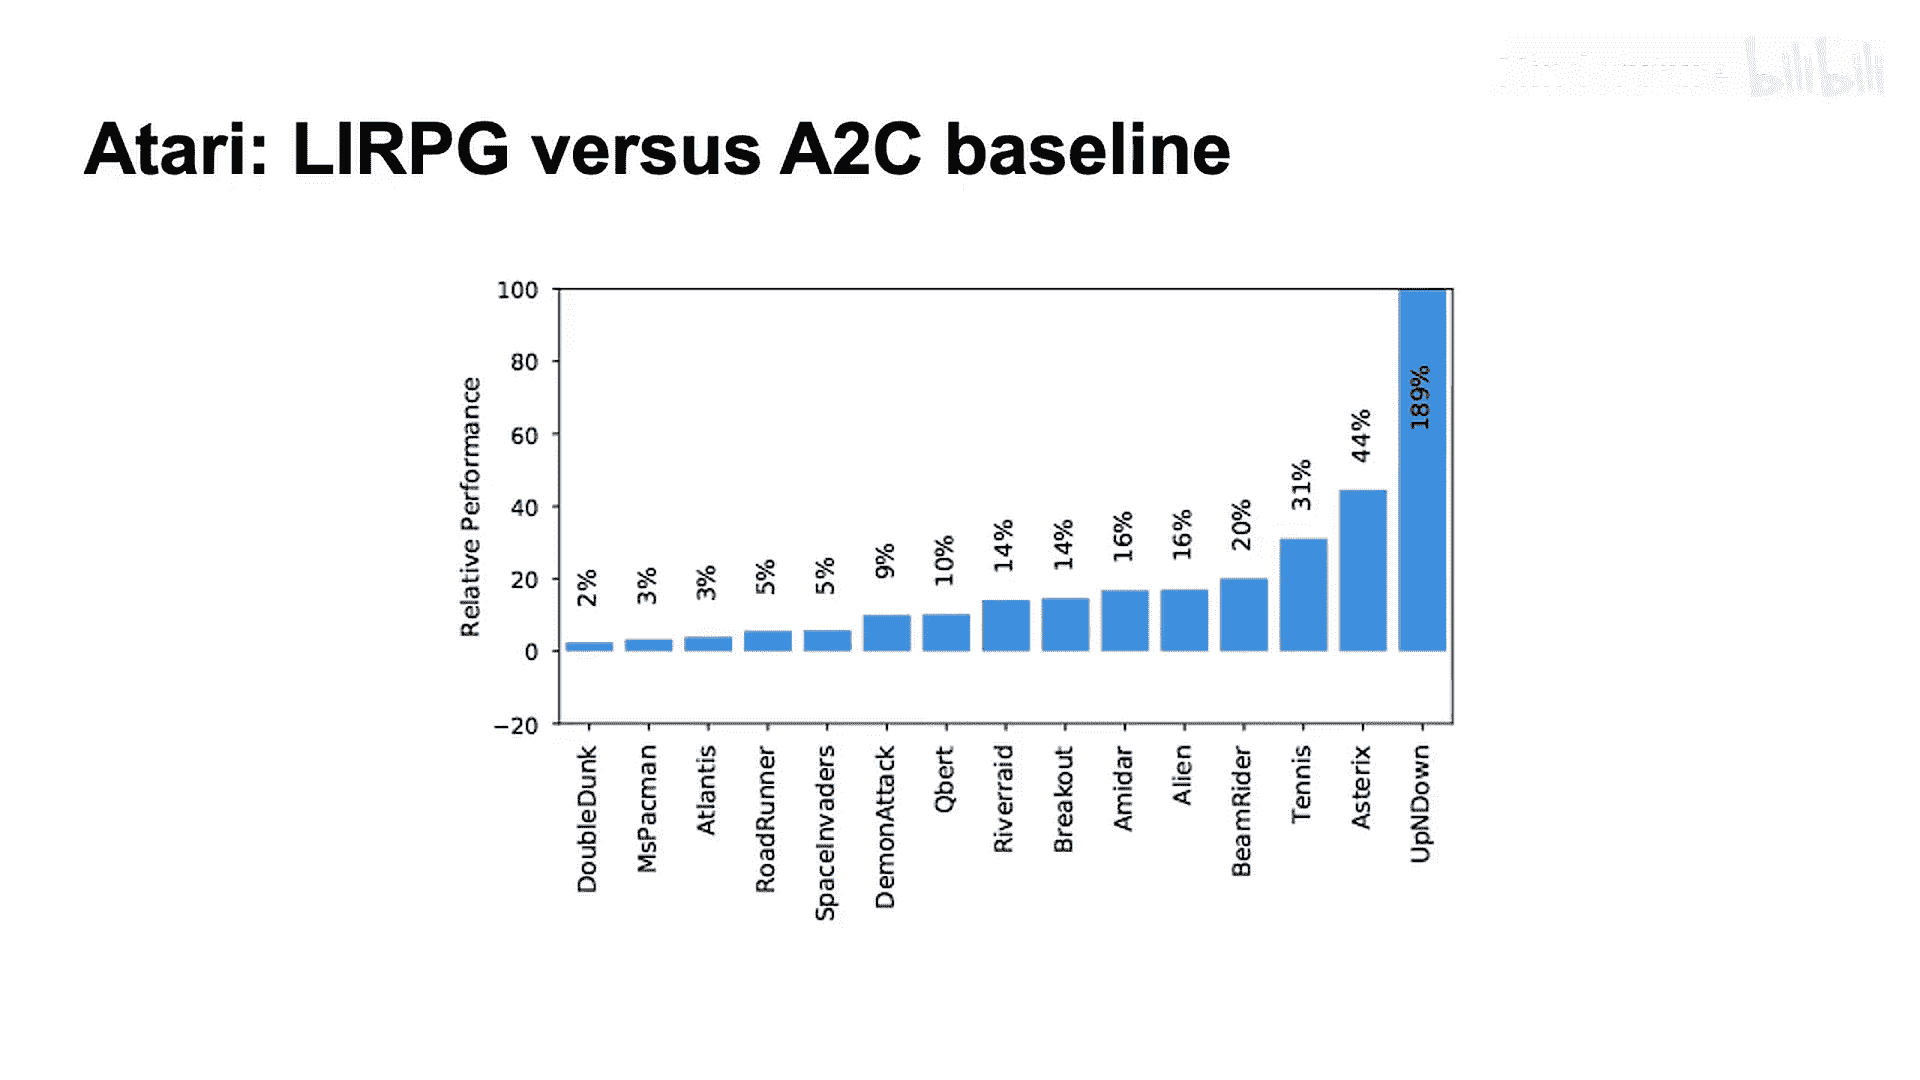 bilibili
Atari: LIRPG versus A2C baseline
100
80
60
40
20
0
−20
Relative Performance
2%
3%
3%
5%
5%
9%
10%
14%
14%
16%
16%
20%
31%
44%
189%
DoubleDunk
MsPacman
Atlantis
RoadRunner
SpaceInvaders
DemonAttack
Qbert
Riverraid
Breakout
Amidar
Alien
BeamRider
Tennis
Asterix
UpNDown